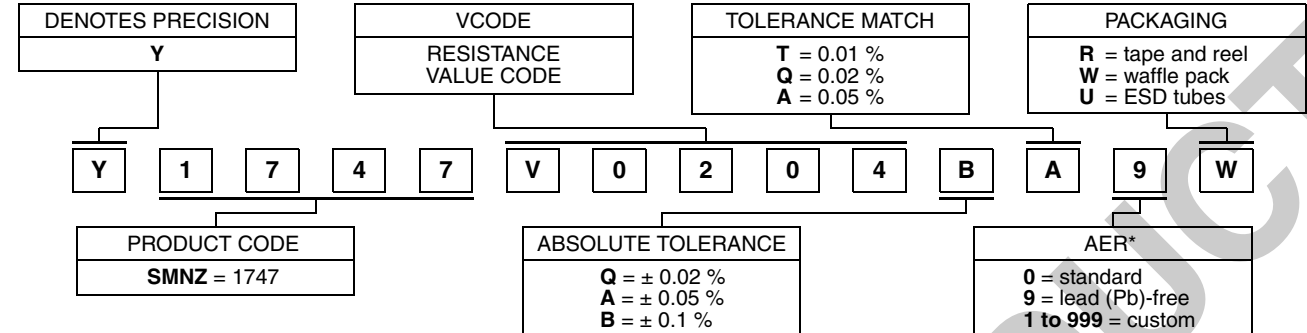 DENOTES PRECISION
Y
VCODE
RESISTANCE
VALUE CODE
TOLERANCE MATCH
T = 0.01 %
Q = 0.02 %
A = 0.05 %
PACKAGING
R = tape and reel
W = waffle pack
U = ESD tubes
Y 1 7 4 7 V 0 2 0 4 B A 9 W
PRODUCT CODE
SMNZ = 1747
ABSOLUTE TOLERANCE
Q = ± 0.02 %
A = ± 0.05 %
B = ± 0.1 %
AER*
0 = standard
9 = lead (Pb)-free
1 to 999 = custom